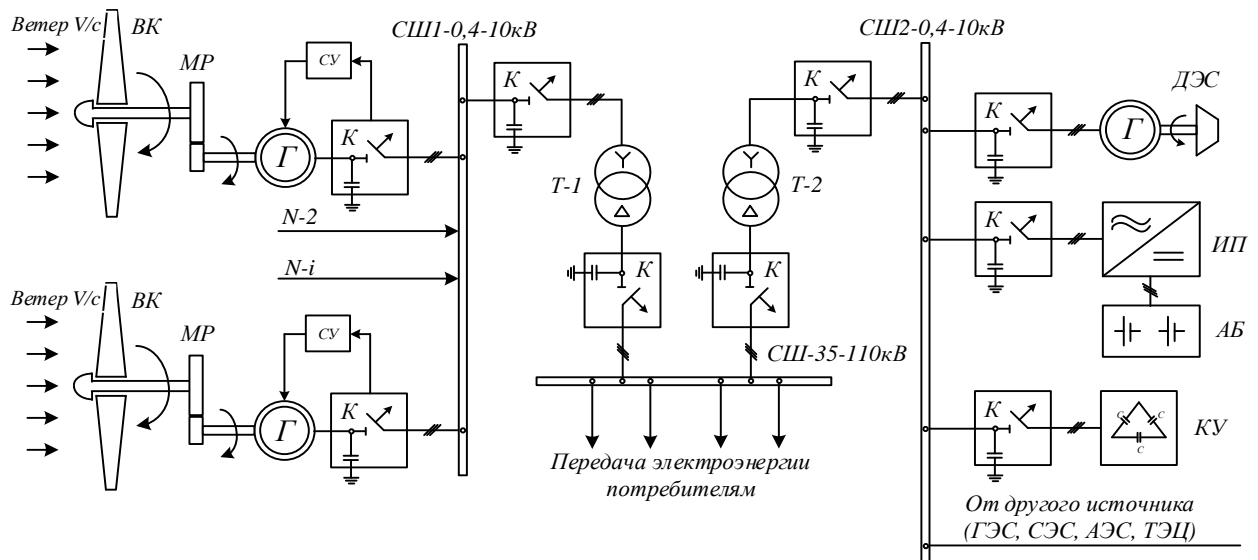 Ветер V/c
ВК
МР
СУ
К
Г
N-2
N-i
Ветер V/c
ВК
МР
СУ
К
Г
СШ1-0,4-10кВ
К
Т-1
К
К
Т-2
К
СШ-35-110кВ
Передача электроэнергии
потребителям
СШ2-0,4-10кВ
К
Г
ДЭС
К
ИП
АБ
К
C
C
C
КУ
От другого источника
(ГЭС, СЭС, АЭС, ТЭЦ)